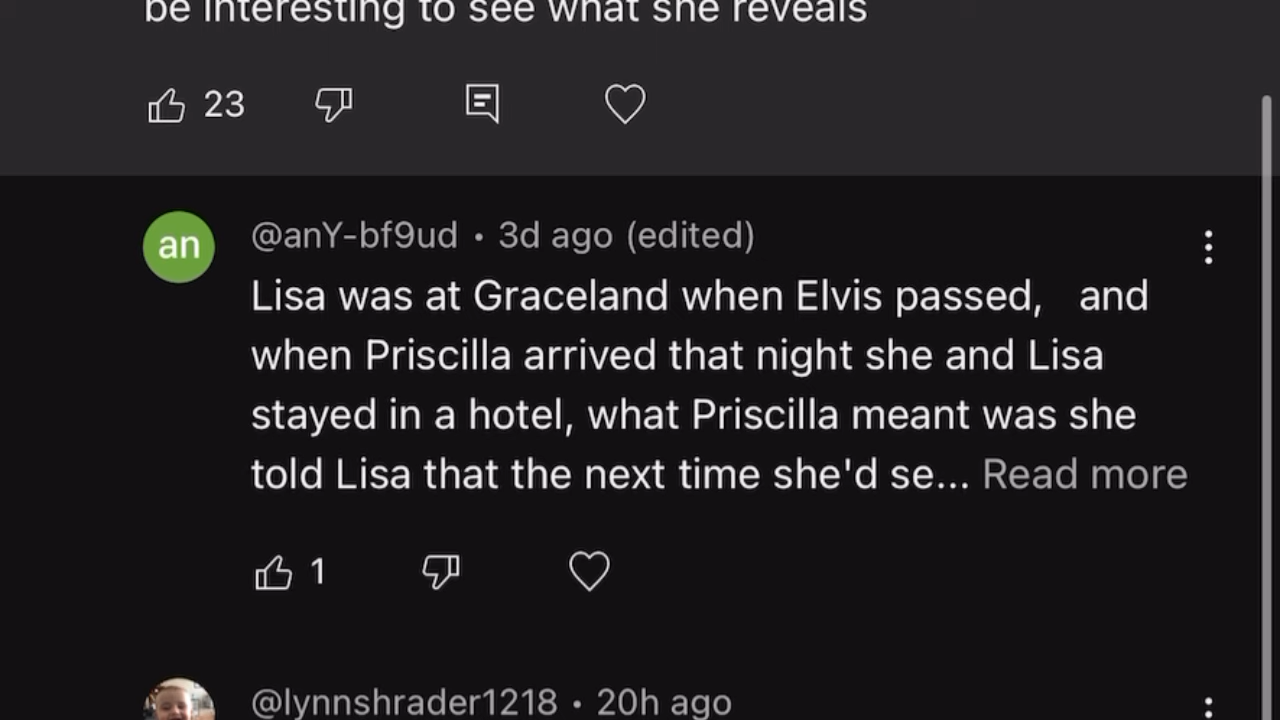 be interesting to see what she reveals
23
an
@anY-bf9ud • 3d ago (edited)
Lisa was at Graceland when Elvis passed,   and
when Priscilla arrived that night she and Lisa
stayed in a hotel, what Priscilla meant was she
told Lisa that the next time she'd se... Read more
1
@lynnshrader1218 • 20h ago